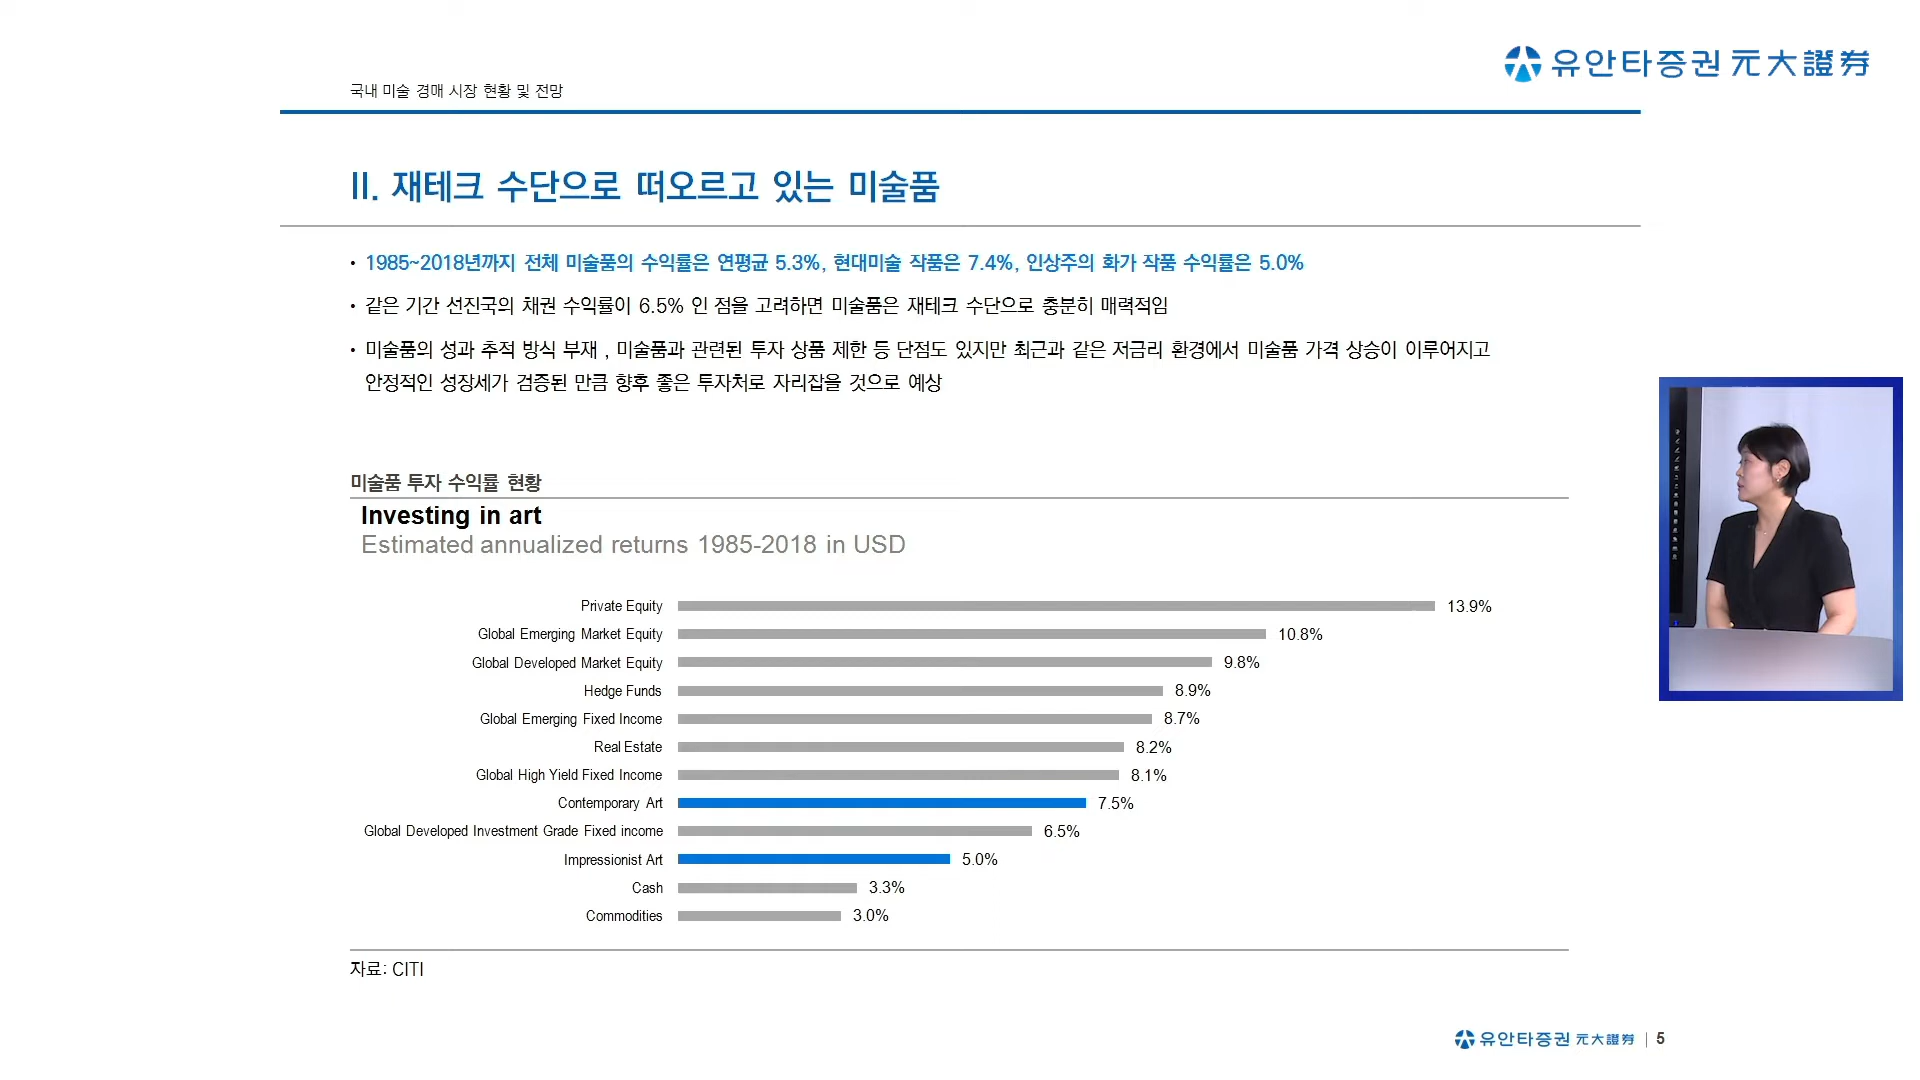 유안타증권 元大證券
국내 미술 경매 시장 현황 및 전망
II. 재테크 수단으로 떠오르고 있는 미술품
• 1985~2018년까지 전체 미술품의 수익률은 연평균 5.3%, 현대미술 작품은 7.4%, 인상주의 화가 작품 수익률은 5.0%
• 같은 기간 선진국의 채권 수익률이 6.5% 인 점을 고려하면 미술품은 재테크 수단으로 충분히 매력적임
• 미술품의 성과 추적 방식 부재 , 미술품과 관련된 투자 상품 제한 등 단점도 있지만 최근과 같은 저금리 환경에서 미술품 가격 상승이 이루어지고
안정적인 성장세가 검증된 만큼 향후 좋은 투자처로 자리잡을 것으로 예상
미술품 투자 수익률 현황
Investing in art
Estimated annualized returns 1985-2018 in USD
Private Equity 13.9%
Global Emerging Market Equity 10.8%
Global Developed Market Equity 9.8%
Hedge Funds 8.9%
Global Emerging Fixed Income 8.7%
Real Estate 8.2%
Global High Yield Fixed Income 8.1%
Contemporary Art 7.5%
Global Developed Investment Grade Fixed income 6.5%
Impressionist Art 5.0%
Cash 3.3%
Commodities 3.0%
자료: CITI
유안타증권 元大證券 | 5